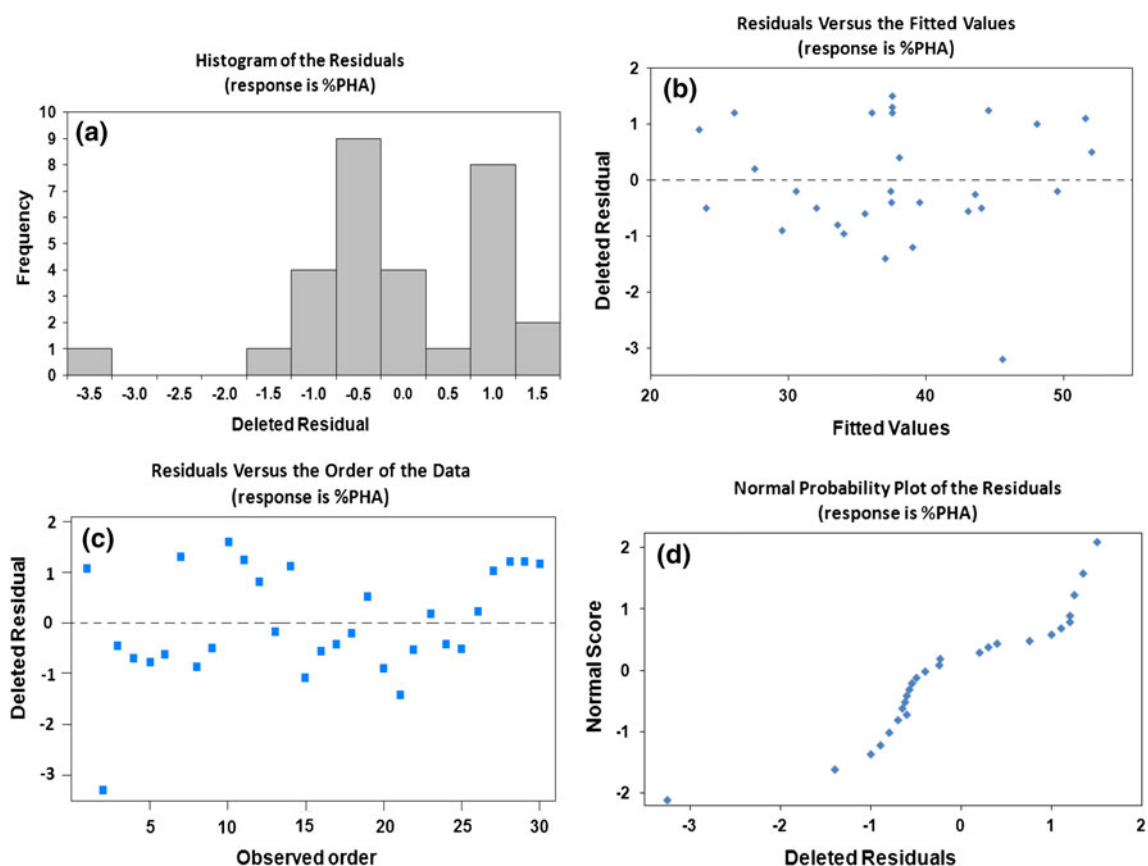 Histogram of the Residuals
(response is %PHA)
(a)
10
9
8
7
6
5
4
3
2
1
0
Frequency
-3.5 -3.0 -2.5 -2.0 -1.5 -1.0 -0.5 0.0 0.5 1.0 1.5
Deleted Residual
Residuals Versus the Fitted Values
(response is %PHA)
(b)
2
1
0
-1
-2
-3
Deleted Residual
20 30 40 50
Fitted Values
Residuals Versus the Order of the Data
(response is %PHA)
(c)
2
1
0
-1
-2
-3
Deleted Residual
5 10 15 20 25 30
Observed order
Normal Probability Plot of the Residuals
(response is %PHA)
(d)
2
1
0
-1
-2
Normal Score
-3 -2 -1 0 1 2
Deleted Residuals